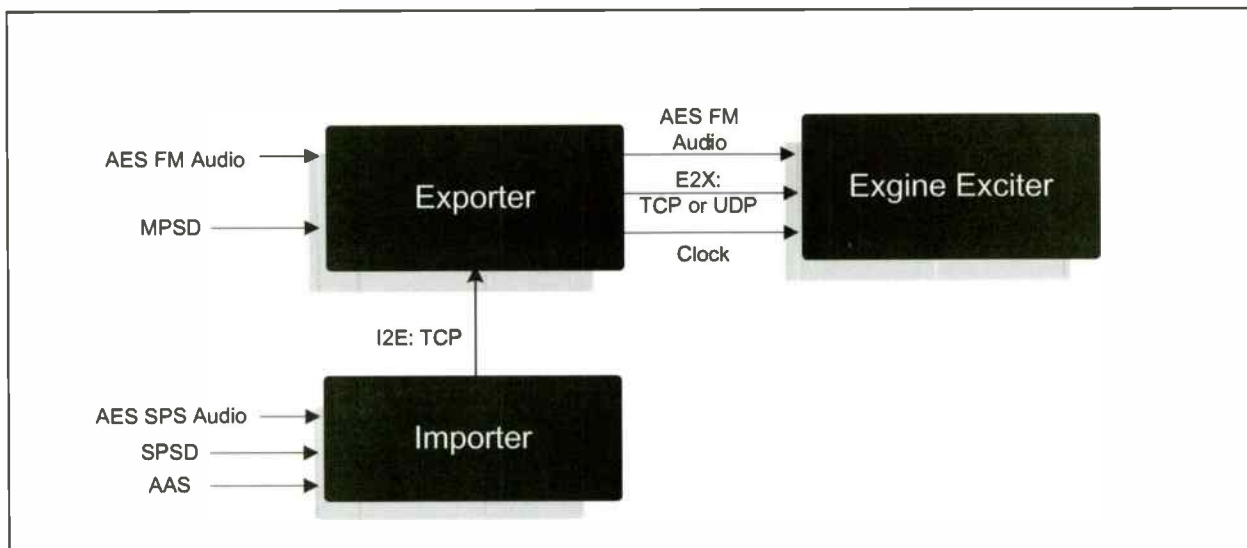 AES FM Audio
MPSD
Exporter
AES FM
Audio
E2X:
TCP or UDP
Clock
Exgine Exciter
I2E: TCP
AES SPS Audio
SPSD
AAS
Importer